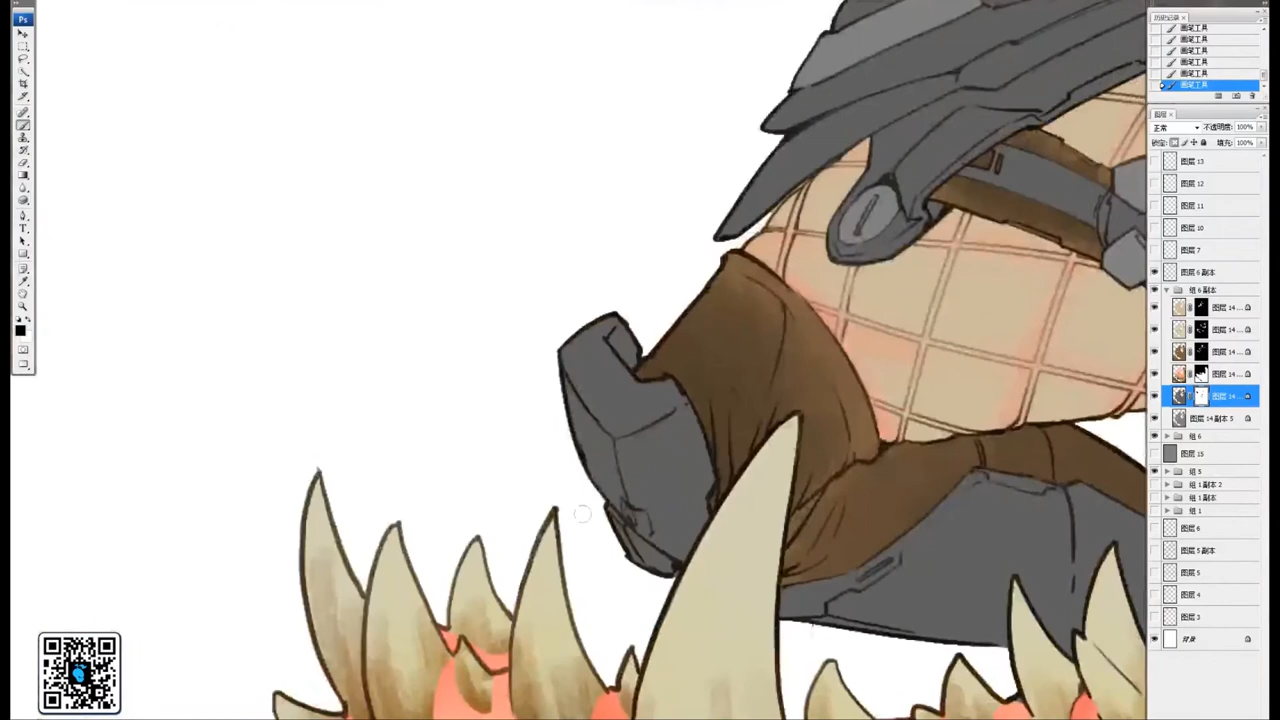 Ps
历史记录 ×
画笔工具
画笔工具
画笔工具
画笔工具
画笔工具
画笔工具
图层 ×
正常 不透明度: 100%
锁定: 填充: 100%
图层 13
图层 12
图层 11
图层 10
图层 7
图层 6 副本
组 6 副本
图层 14...
图层 14...
图层 14...
图层 14...
图层 14...
图层 14 副本 5
组 6
图层 15
组 5
组 1 副本 2
组 1 副本
组 1
图层 6
图层 5 副本
图层 5
图层 4
图层 3
背景
T